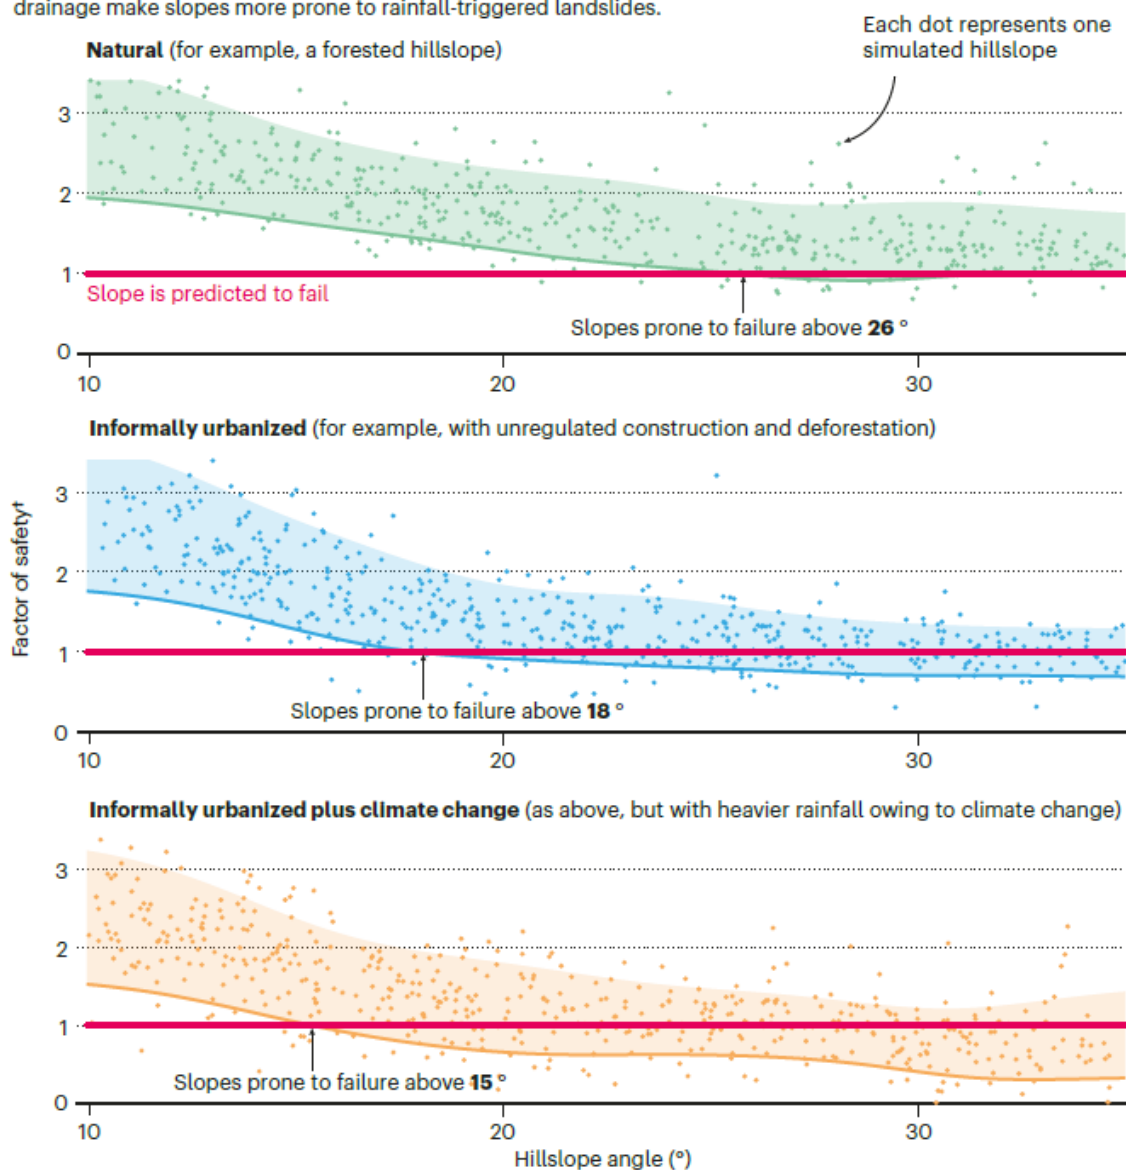 drainage make slopes more prone to rainfall-triggered landslides.
Each dot represents one
simulated hillslope
Natural (for example, a forested hillslope)
3
2
1
Slope is predicted to fail
Slopes prone to failure above 26 °
0
10 20 30
Informally urbanized (for example, with unregulated construction and deforestation)
3
2
1
Factor of safety†
Slopes prone to failure above 18 °
0
10 20 30
Informally urbanized plus climate change (as above, but with heavier rainfall owing to climate change)
3
2
1
Slopes prone to failure above 15 °
0
10 20 30
Hillslope angle (°)